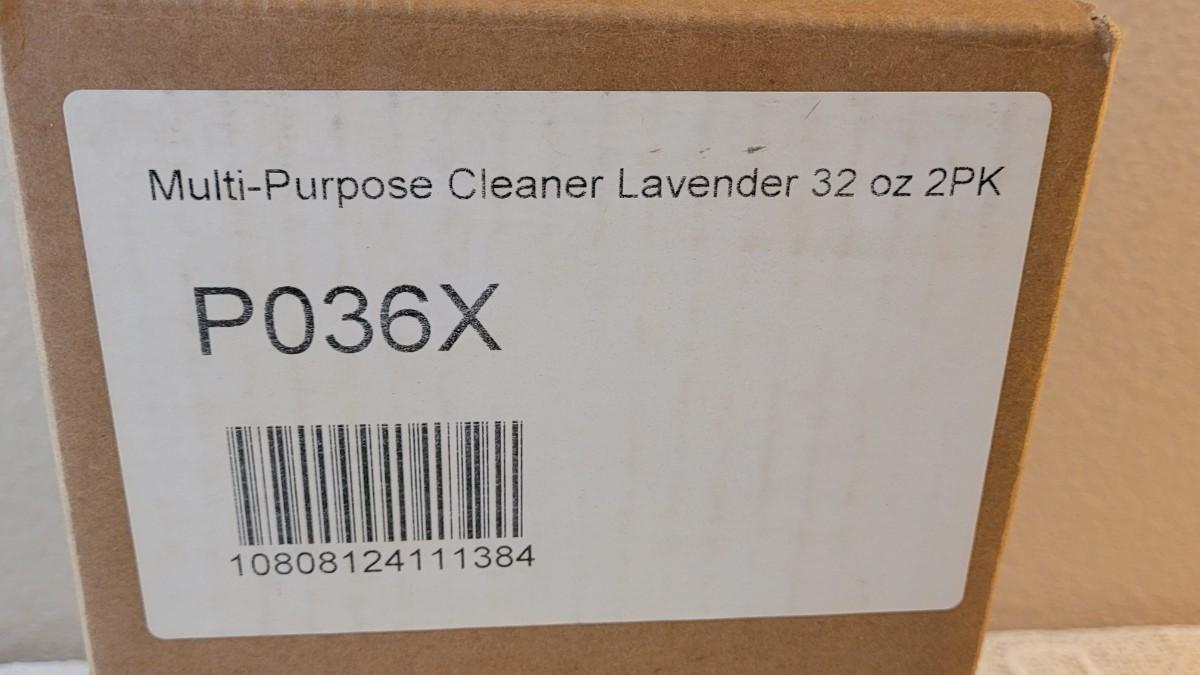 Multi-Purpose Cleaner Lavender 32 oz 2PK
P036X
10808124111384